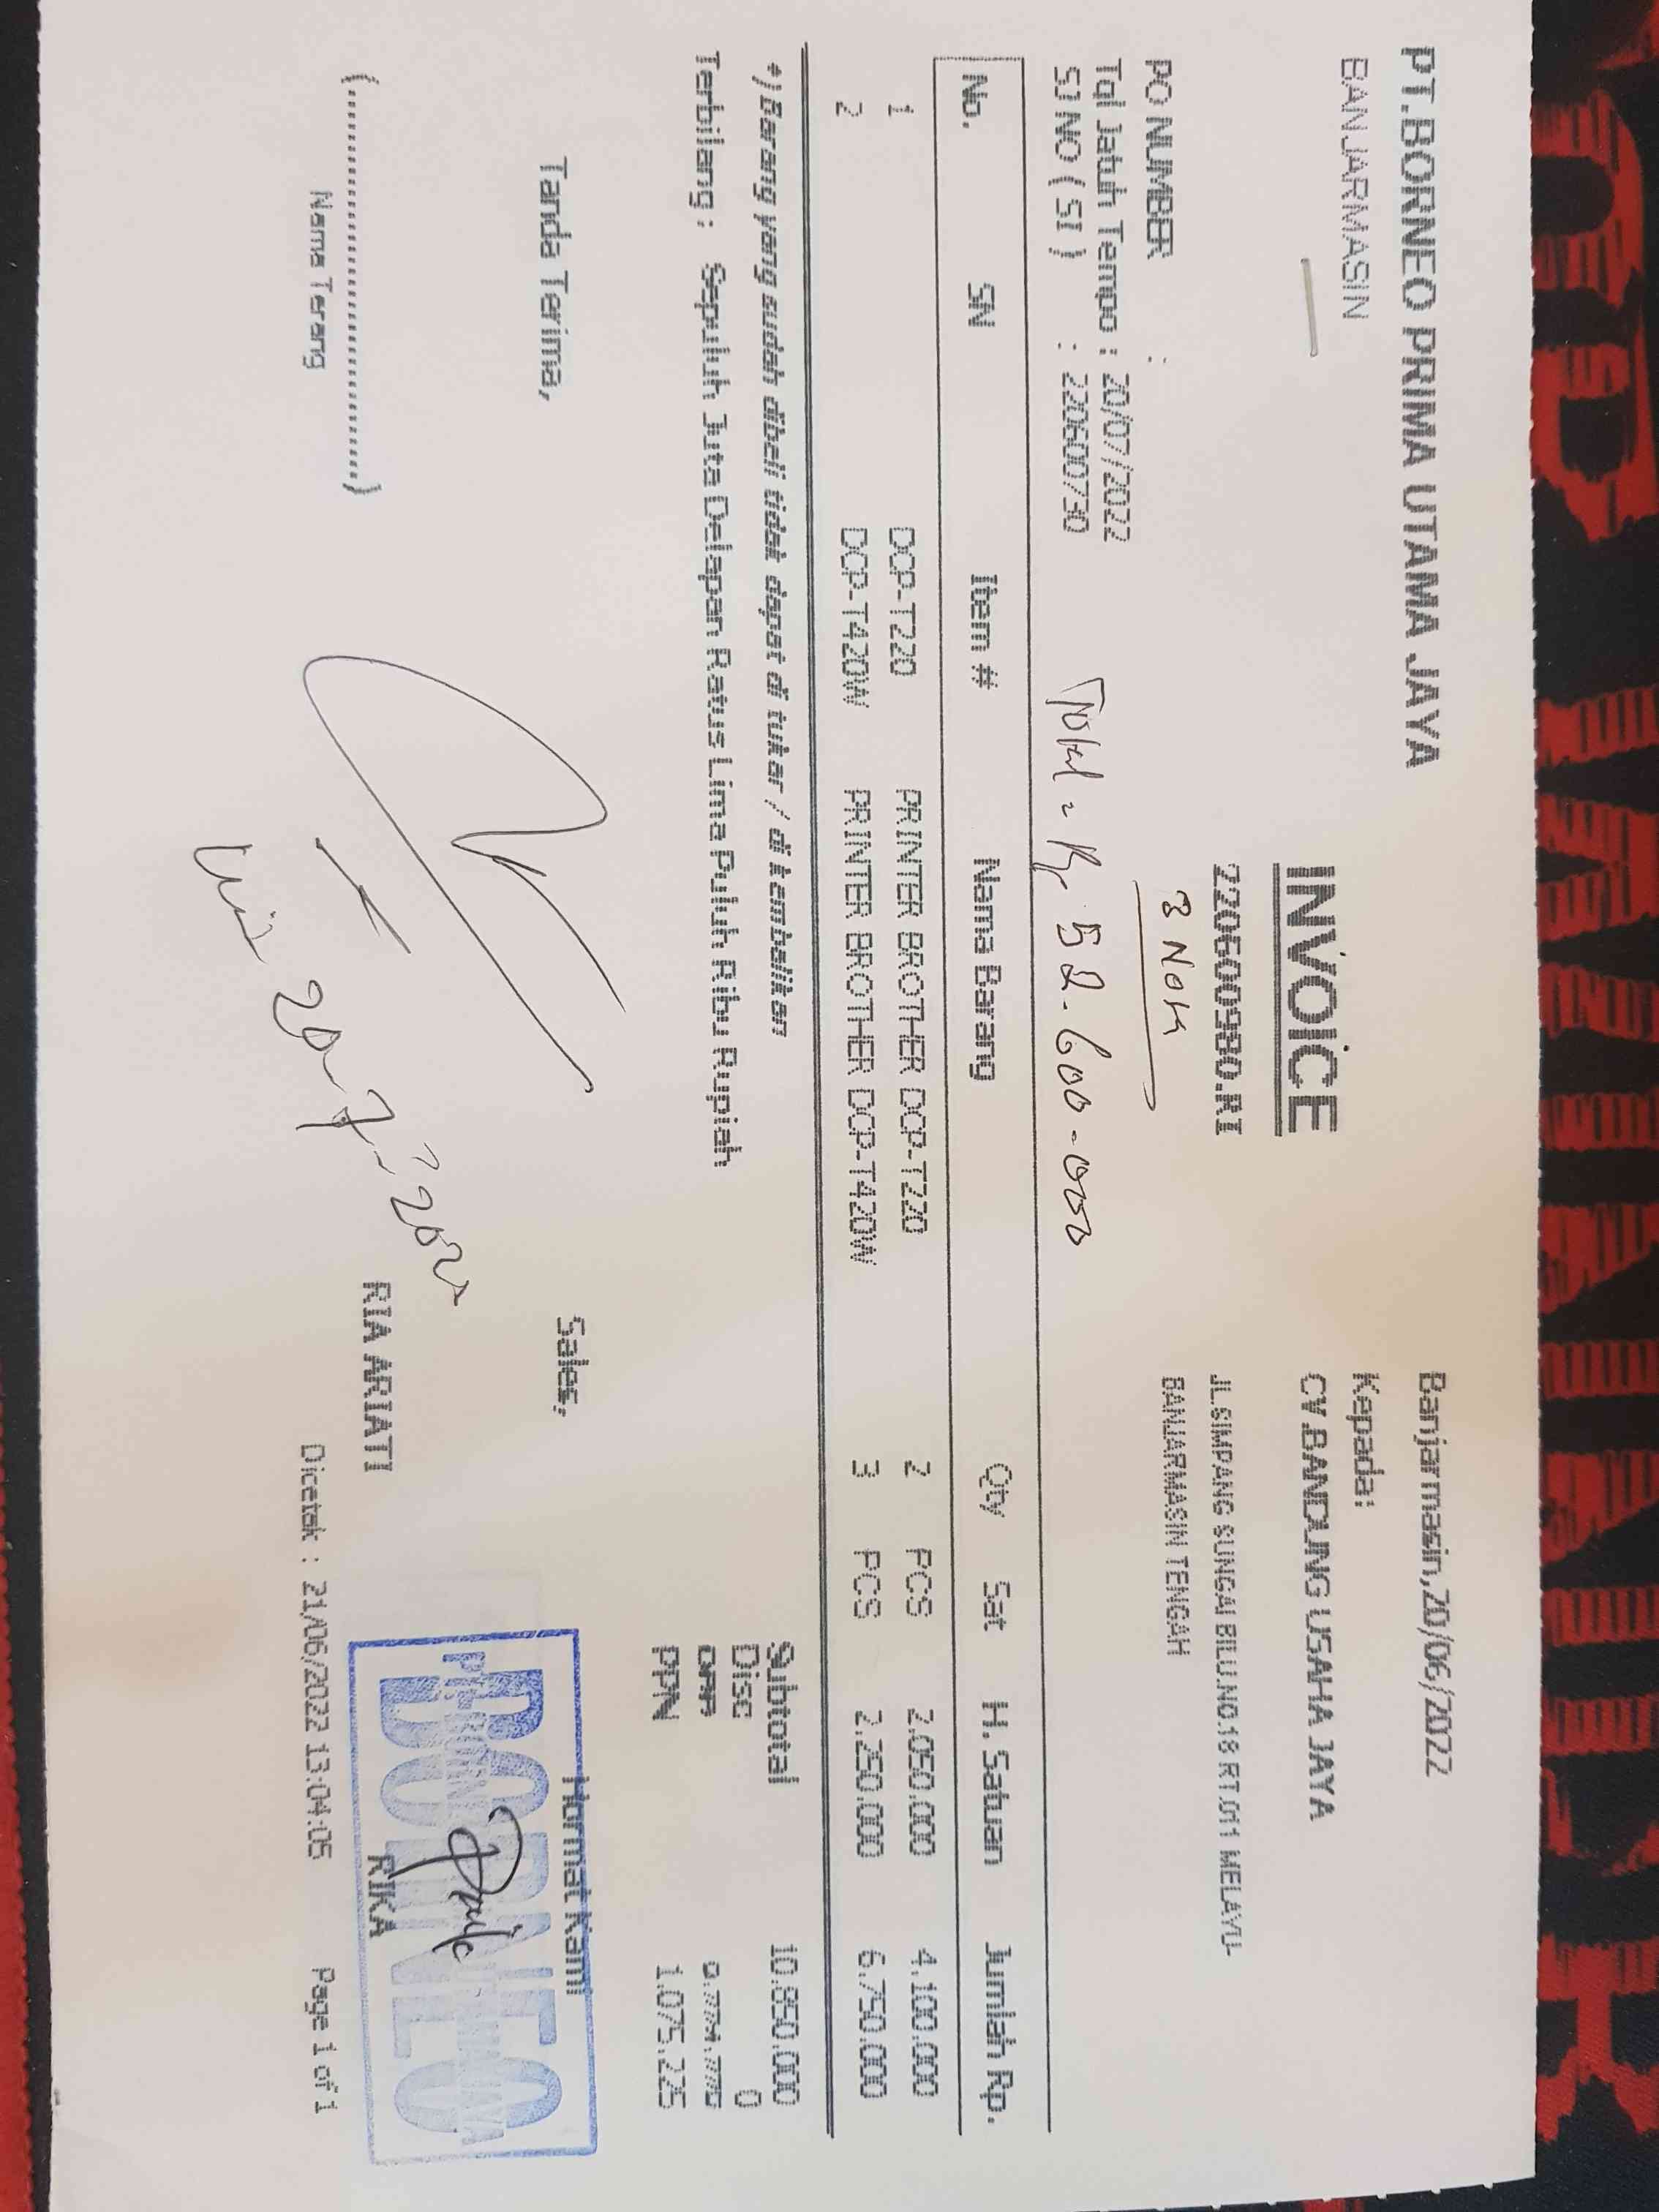 PT.BORNEO PRIMA UTAMA JAYA
BANJARMASIN
Banjarmasin,20/06/2022
Kepada:
CV.BANDUNG USAHA JAYA
JL.SIMPANG SUNGAI BILU.NO.18 RT.011 MELAYU-
BANJARMASIN TENGAH
INVOICE
220600980.RI
3 Nota
PO NUMBER :
Tgl Jatuh Tempo : 20/07/2022
SJ NO ( SI ) : 220600730
Total = Rp. 52.600.000
No. SN Item # Nama Barang Qty Sat H. Satuan Jumlah Rp.
1 DCP-T220 PRINTER BROTHER DCP-T220 2 PCS 2.050.000 4.100.000
2 DCP-T420W PRINTER BROTHER DCP-T420W 3 PCS 2.250.000 6.750.000
*) Barang yang sudah dibeli tidak dapat di tukar / di kembalikan
Terbilang : Sepuluh Juta Delapan Ratus Lima Puluh Ribu Rupiah
Subtotal 10.850.000
Disc 0
DPP 9.774.775
PPN 1.075.225
Tanda Terima,
Sales,
Hormat Kami
(..............................)
Nama Terang
RIA ARIATI
BORNEO
RIKA
Dicetak : 21/06/2022 13:04:05 Page 1 of 1